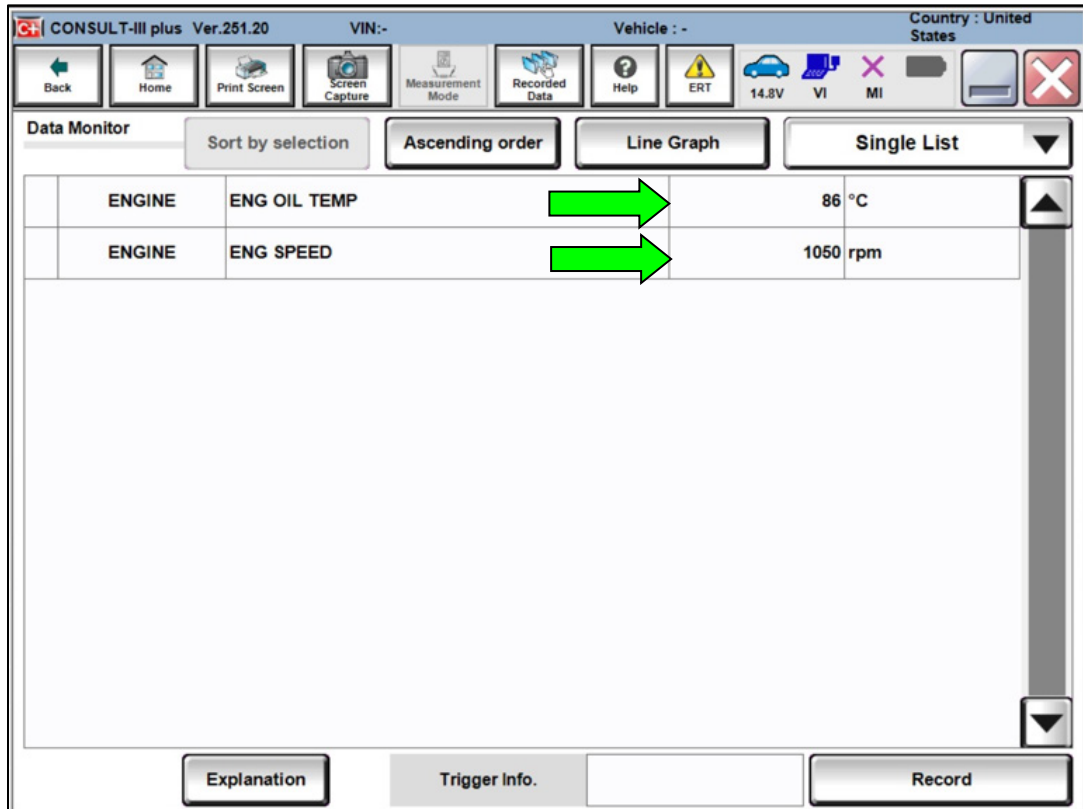 C+ CONSULT-III plus Ver.251.20 VIN:- Vehicle : - Country : United States
Back
Home
Print Screen
Screen Capture
Measurement Mode
Recorded Data
Help
ERT
14.8V
VI
MI
Data Monitor
Sort by selection
Ascending order
Line Graph
Single List
ENGINE ENG OIL TEMP 86 °C
ENGINE ENG SPEED 1050 rpm
Explanation
Trigger Info.
Record